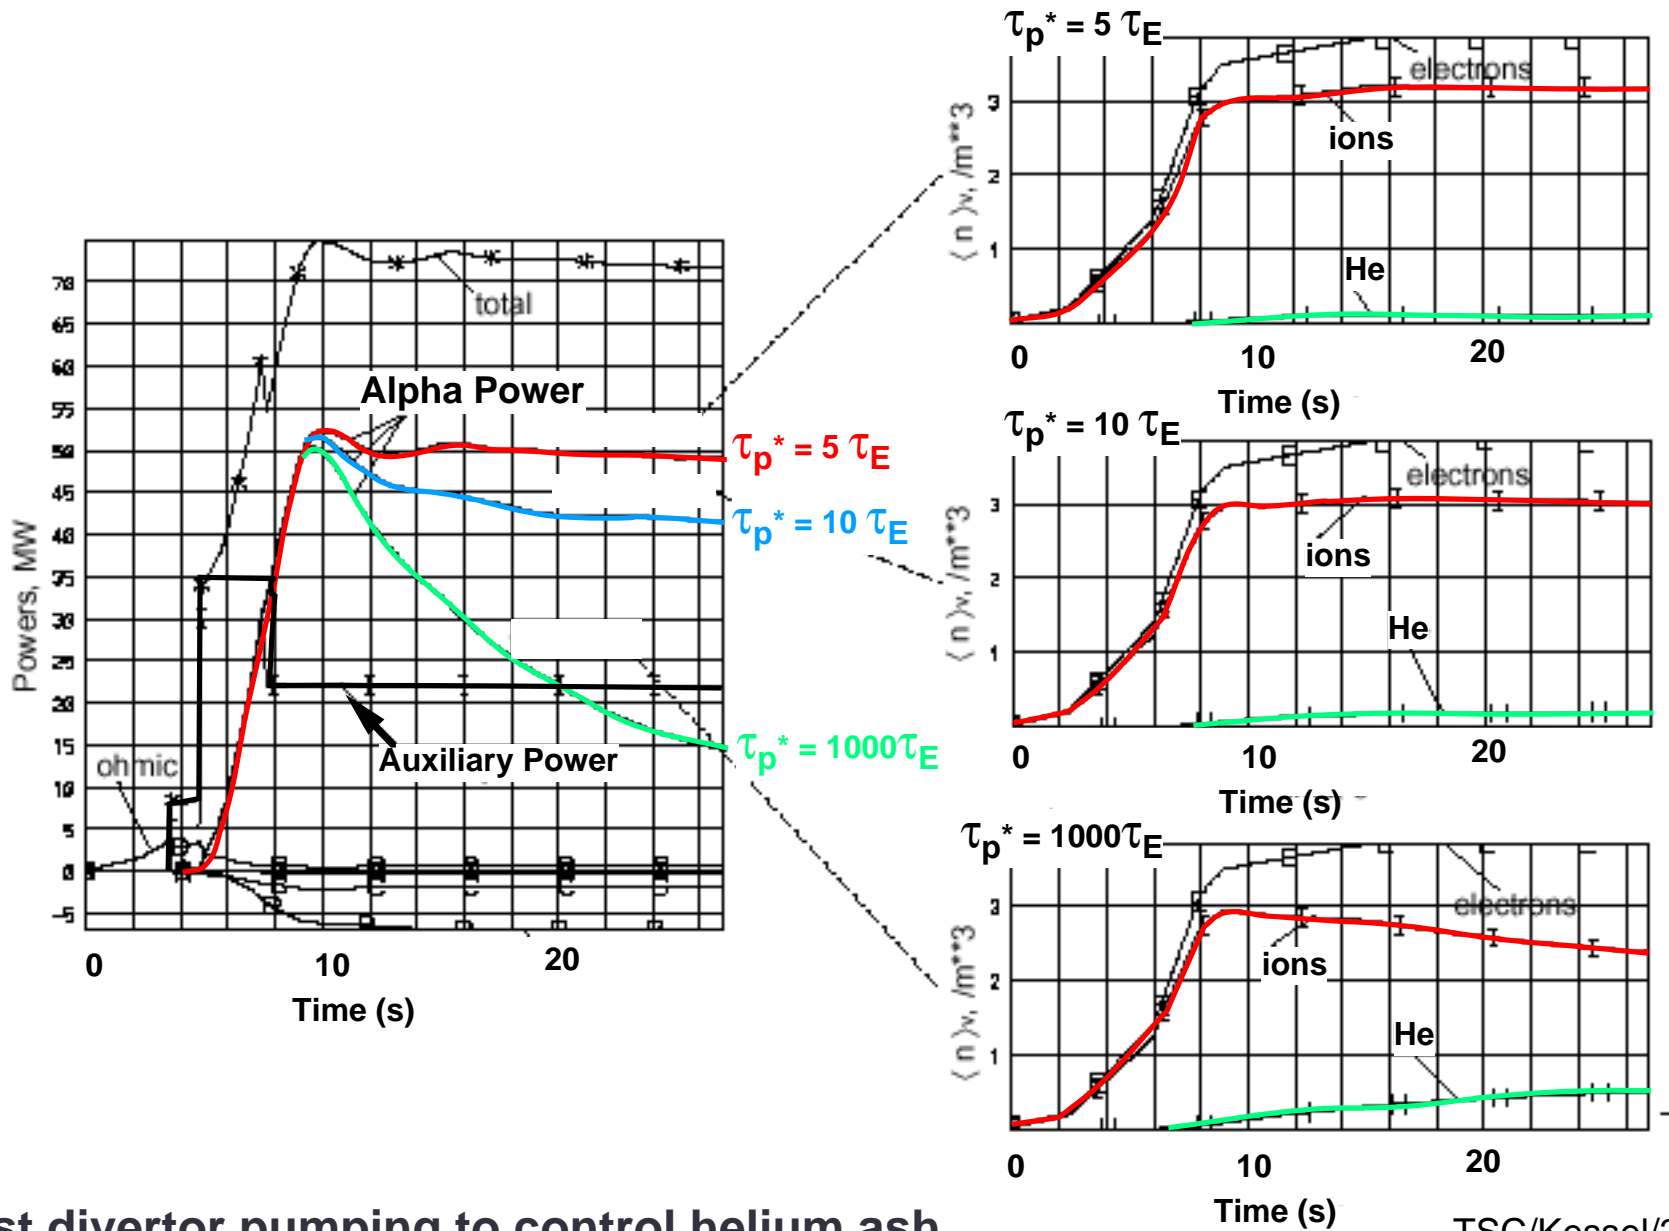 70
65
60
55
50
45
40
35
30
25
20
15
10
5
0
-5
Powers, MW
total
Alpha Power
τp* = 5 τE
τp* = 10 τE
τp* = 1000τE
Auxiliary Power
ohmic
0
10
20
Time (s)
τp* = 5 τE
electrons
ions
He
3
2
1
⟨ n ⟩v, /m**3
0
10
20
Time (s)
τp* = 10 τE
electrons
ions
He
3
2
1
⟨ n ⟩v, /m**3
0
10
20
Time (s)
τp* = 1000τE
electrons
ions
He
3
2
1
⟨ n ⟩v, /m**3
0
10
20
Time (s)
divertor pumping to control helium ash